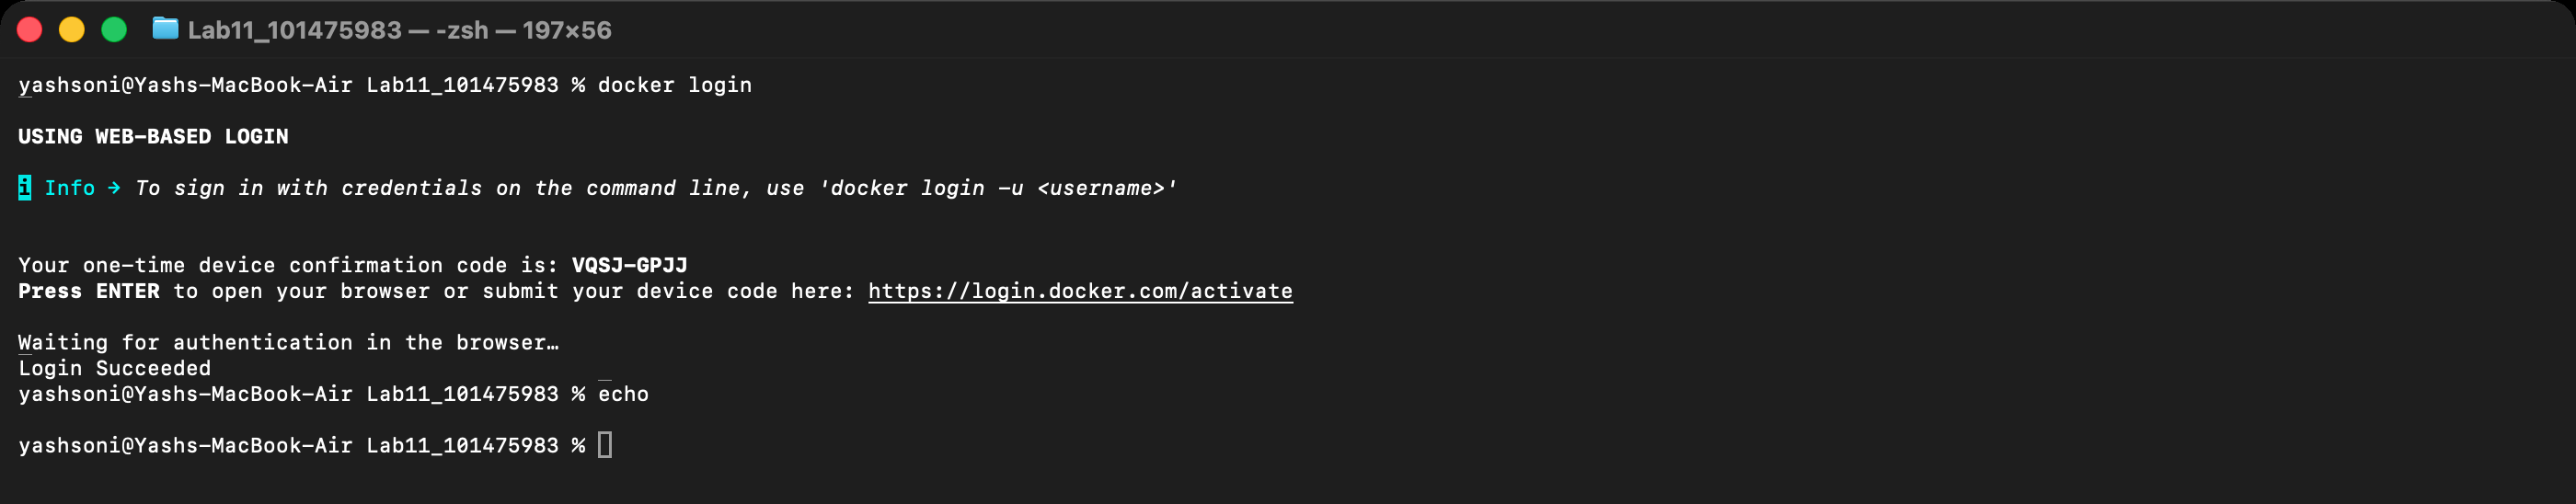 Lab11_101475983 — -zsh — 197×56
yashsoni@Yashs-MacBook-Air Lab11_101475983 % docker login
USING WEB-BASED LOGIN
i Info → To sign in with credentials on the command line, use 'docker login -u <username>'
Your one-time device confirmation code is: VQSJ-GPJJ
Press ENTER to open your browser or submit your device code here: https://login.docker.com/activate
Waiting for authentication in the browser…
Login Succeeded
yashsoni@Yashs-MacBook-Air Lab11_101475983 % echo
yashsoni@Yashs-MacBook-Air Lab11_101475983 %